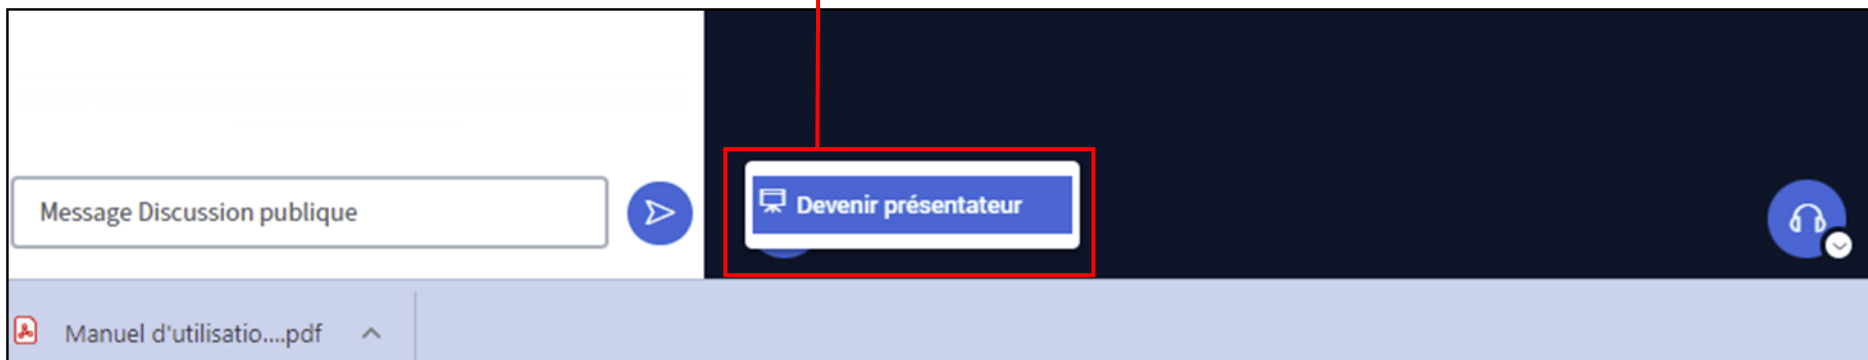 Message Discussion publique
Devenir présentateur
Manuel d'utilisatio....pdf